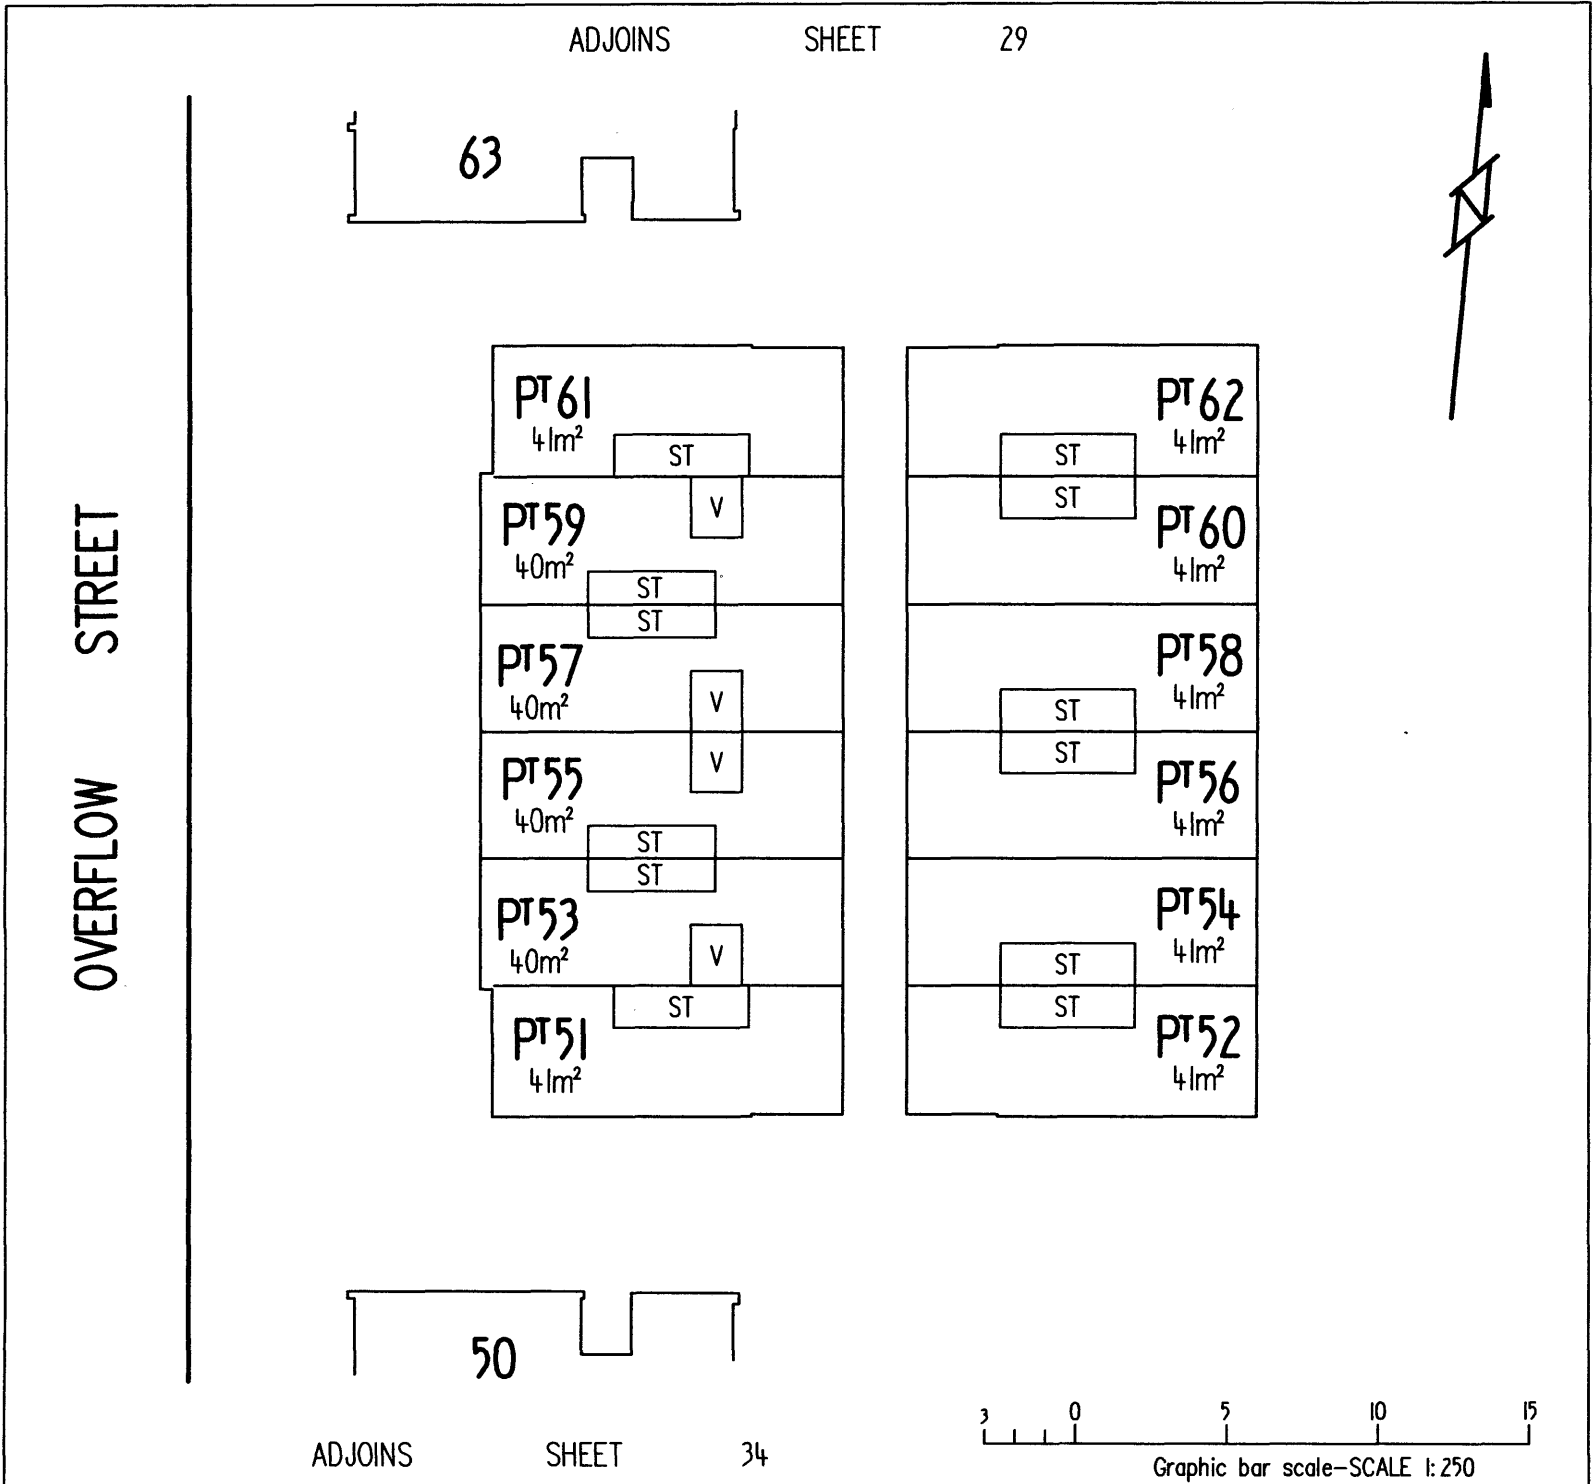 ADJOINS SHEET 29
63
PT61
41m²
ST
PT62
41m²
ST
ST
V
PT59
40m²
PT60
41m²
ST
ST
PT57
40m²
V
PT58
41m²
ST
V
PT55
40m²
ST
PT56
41m²
ST
ST
PT53
40m²
V
PT54
41m²
ST
ST
PT51
41m²
ST
PT52
41m²
OVERFLOW STREET
50
ADJOINS SHEET 34
3 0 5 10 15
Graphic bar scale-SCALE 1:250